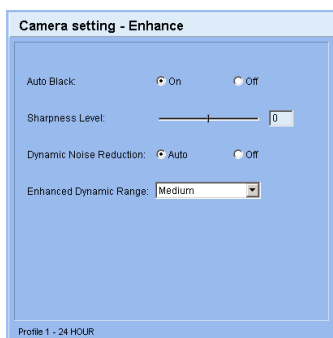 Camera setting - Enhance
Auto Black: On Off
Sharpness Level: 0
Dynamic Noise Reduction: Auto Off
Enhanced Dynamic Range: Medium
Profile 1 - 24 HOUR